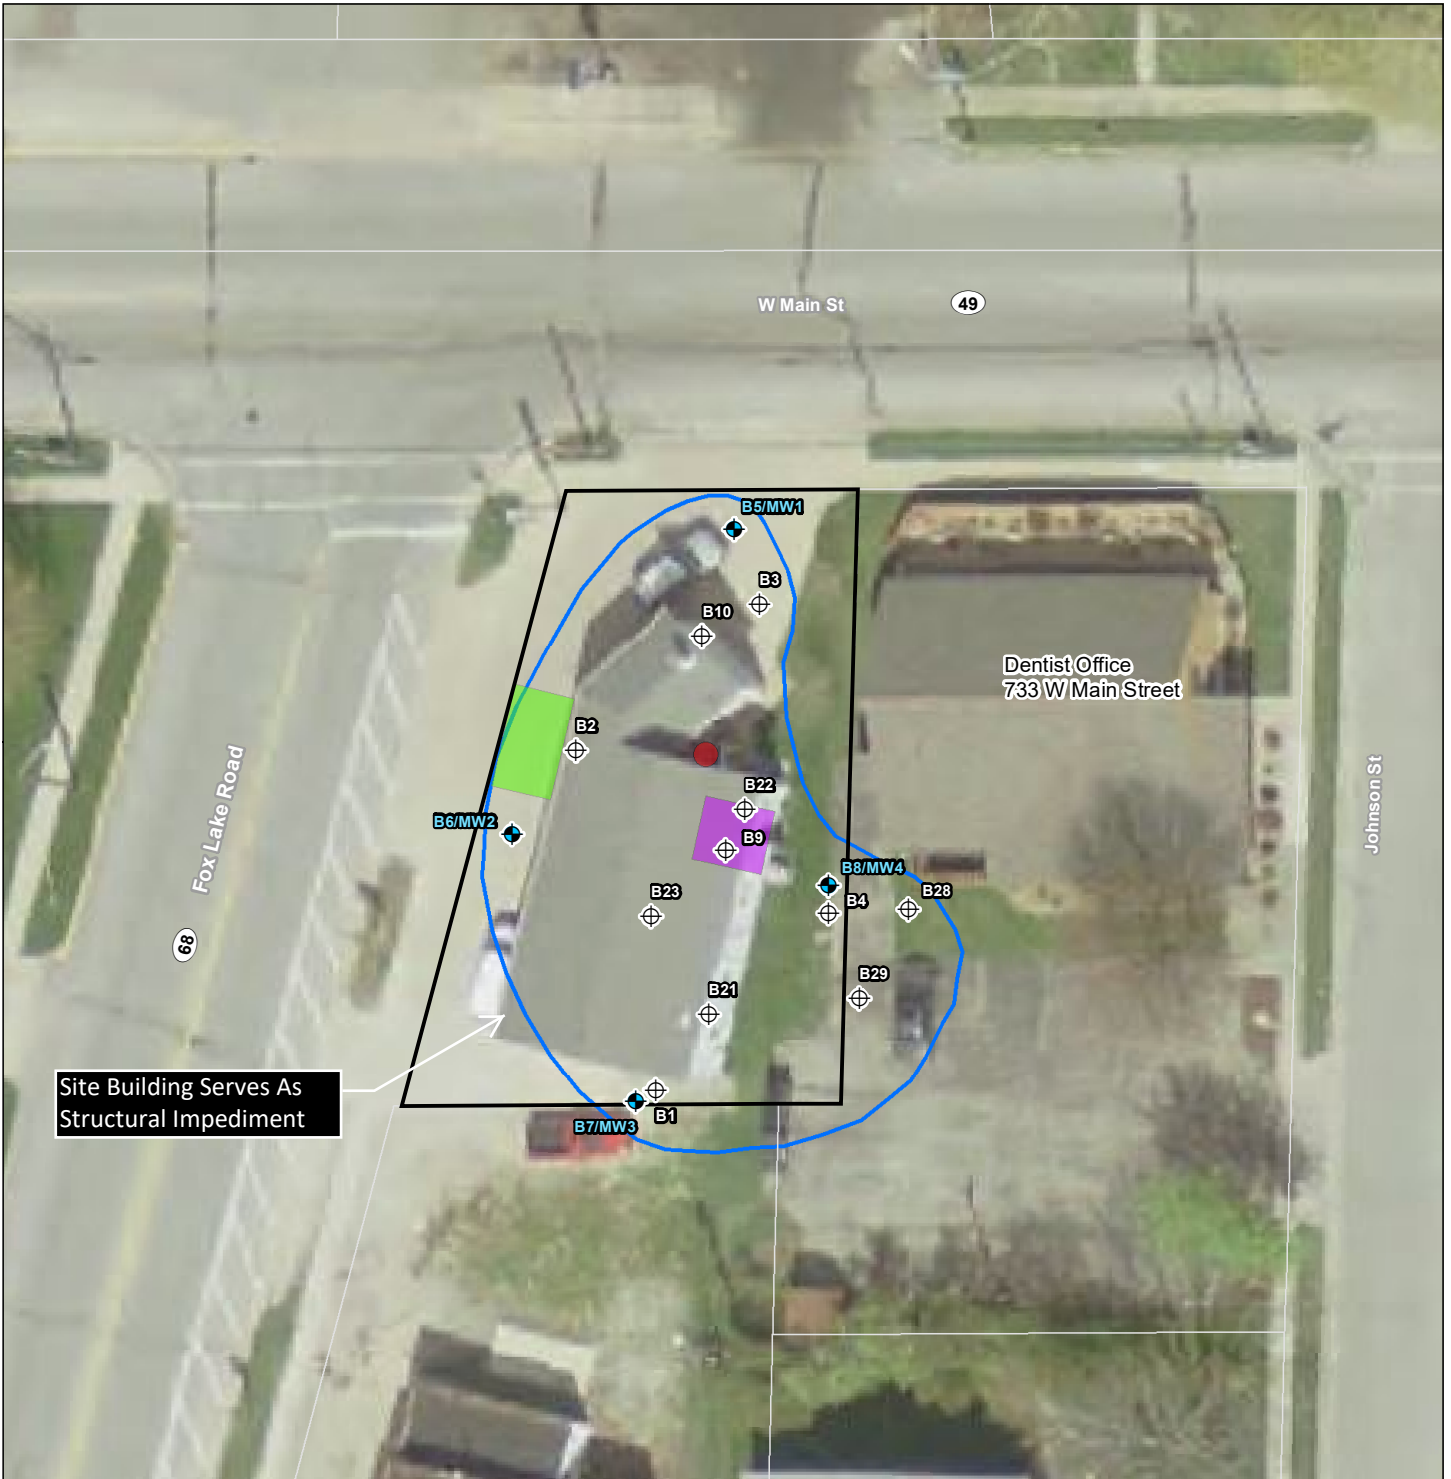 W Main St
49
B5/MW1
B3
B10
Dentist Office
733 W Main Street
B2
Fox Lake Road
Johnson St
B22
B6/MW2
B9
B8/MW4
B28
B23
B4
68
B29
B21
Site Building Serves As
Structural Impediment
B1
B7/MW3